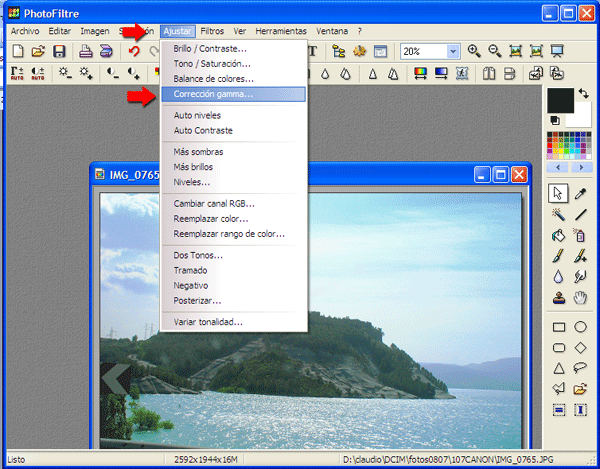 PhotoFiltre
Archivo Editar Imagen Ajustar Filtros Ver Herramientas Ventana ?
20%
AUTO AUTO
Brillo / Contraste...
Tono / Saturación...
Balance de colores...
Corrección gamma...
Auto niveles
Auto Contraste
Más sombras
Más brillos
Niveles...
Cambiar canal RGB...
Reemplazar color...
Reemplazar rango de color...
Dos Tonos...
Tramado
Negativo
Posterizar...
Variar tonalidad...
IMG_0765.
Listo 2592x1944x16M D:\claudio\DCIM\fotos0807\107CANON\IMG_0765.JPG